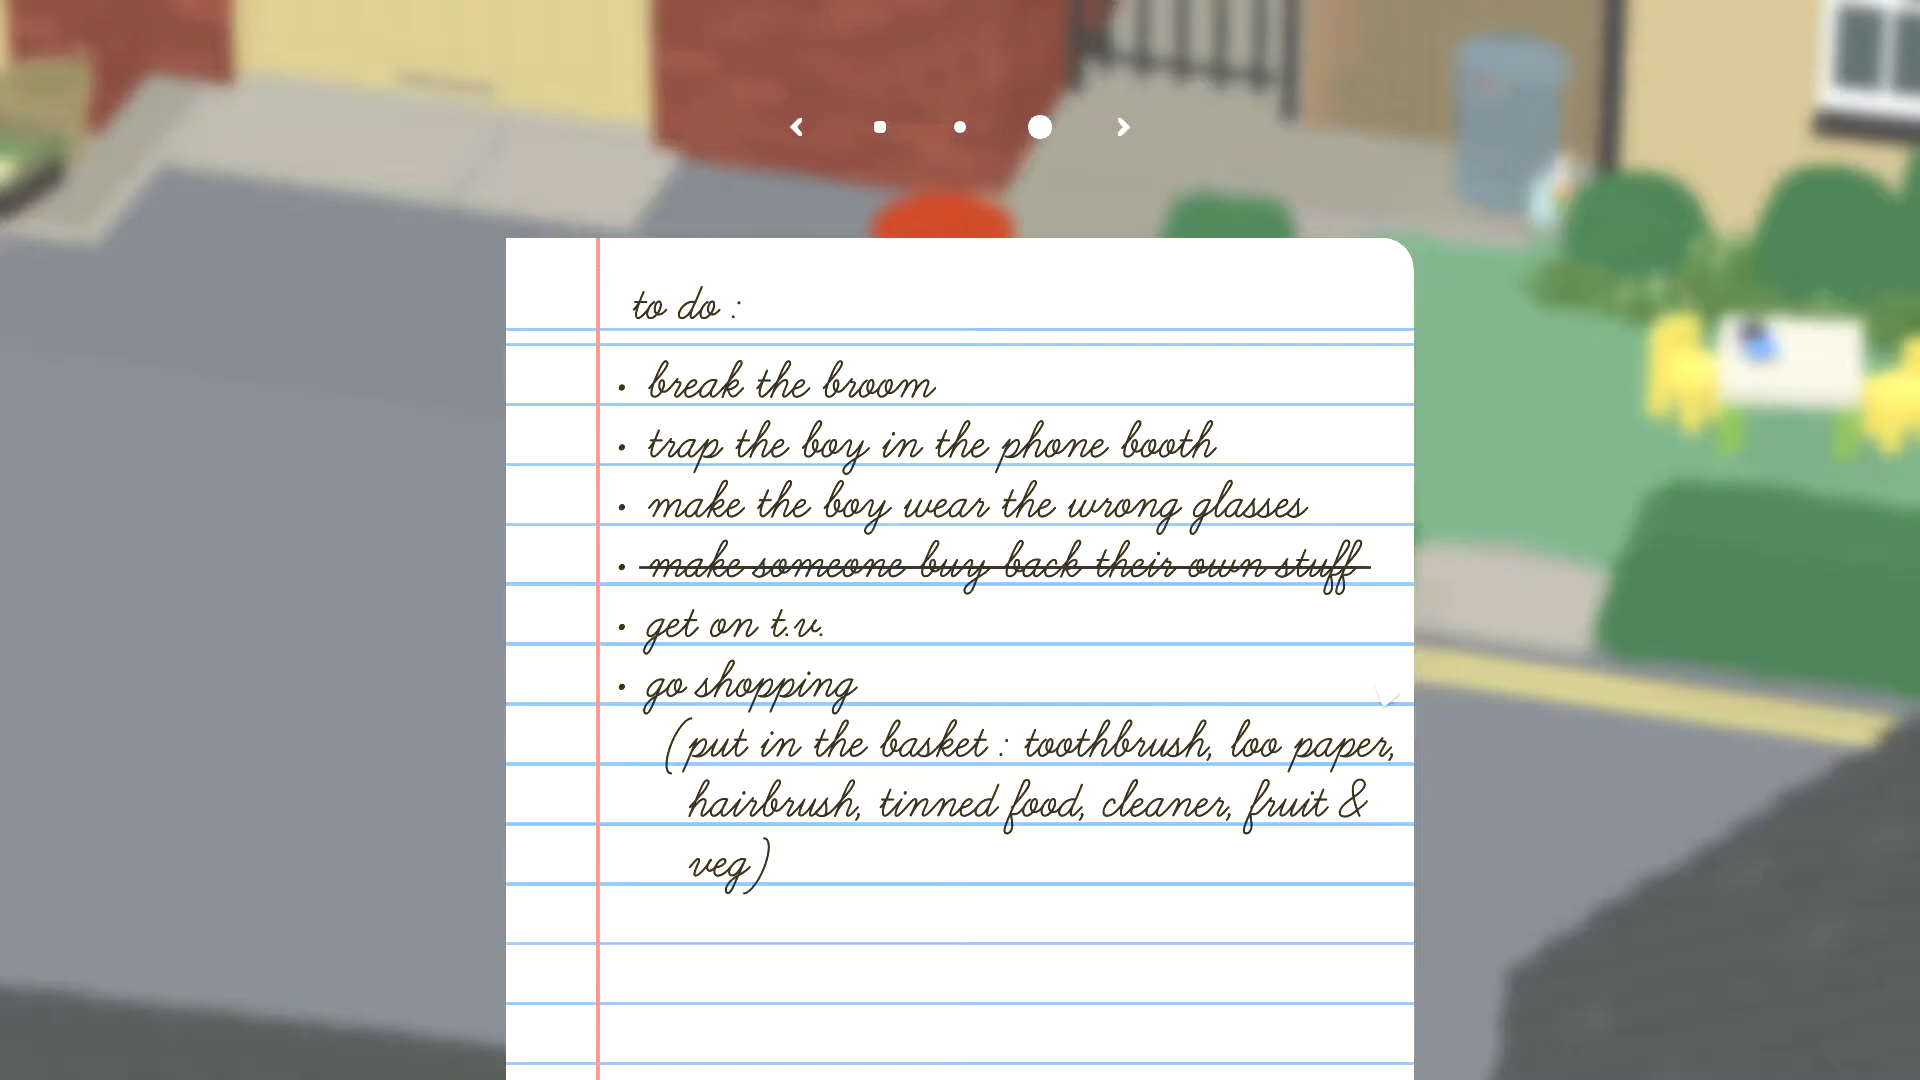 to do :
• break the broom
• trap the boy in the phone booth
• make the boy wear the wrong glasses
• make someone buy back their own stuff
• get on t.v.
• go shopping
(put in the basket : toothbrush, loo paper,
hairbrush, tinned food, cleaner, fruit &
veg)